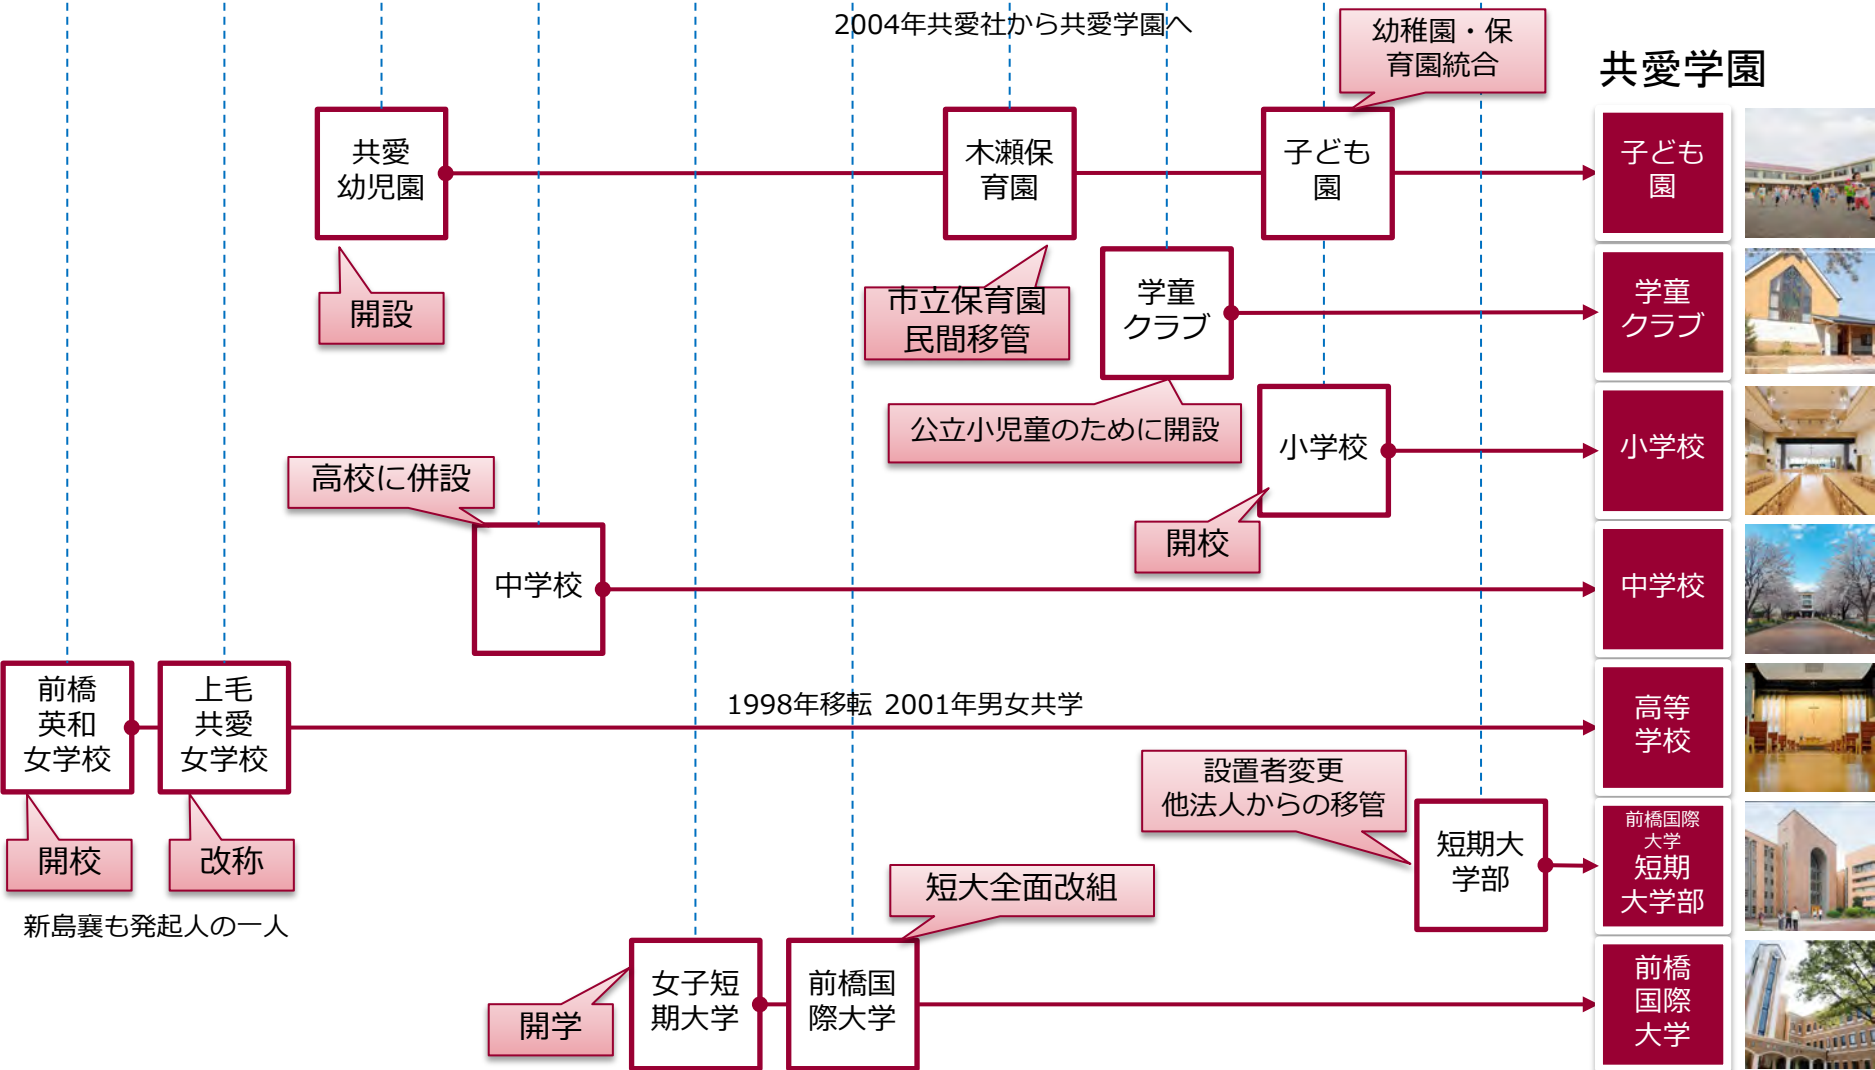 2004年共愛社から共愛学園へ
幼稚園・保
育園統合
共愛学園
共愛
幼児園
木瀬保
育園
子ども
園
子ども
園
開設
市立保育園
民間移管
学童
クラブ
学童
クラブ
公立小児童のために開設
小学校
小学校
開校
高校に併設
中学校
中学校
前橋
英和
女学校
上毛
共愛
女学校
1998年移転 2001年男女共学
高等
学校
開校
改称
新島襄も発起人の一人
設置者変更
他法人からの移管
短期大
学部
前橋国際
大学
短期
大学部
短大全面改組
開学
女子短
期大学
前橋国
際大学
前橋
国際
大学